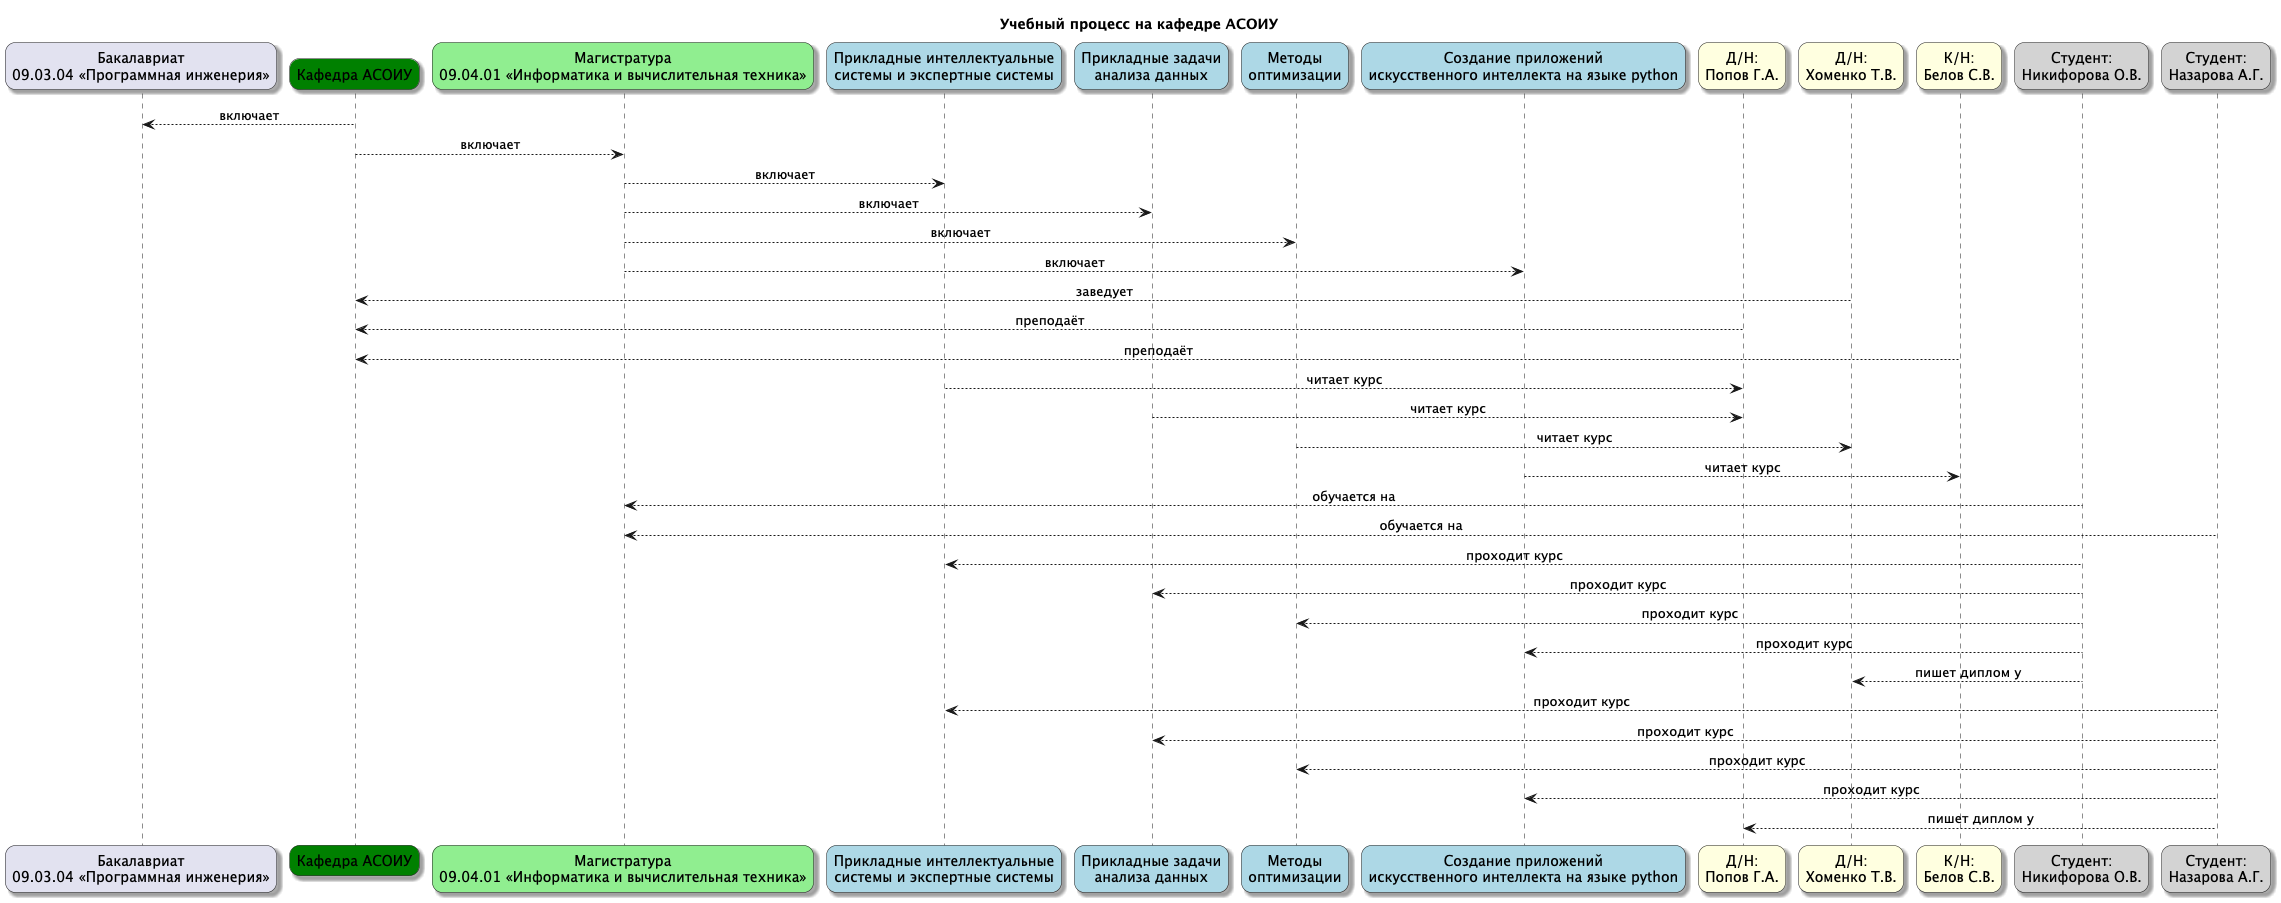 Учебный процесс на кафедре АСОИУ
Бакалавриат
09.03.04 «Программная инженерия»
Кафедра АСОИУ
Магистратура
09.04.01 «Информатика и вычислительная техника»
Прикладные интеллектуальные
системы и экспертные системы
Прикладные задачи
анализа данных
Методы
оптимизации
Создание приложений
искусственного интеллекта на языке python
Д/Н:
Попов Г.А.
Д/Н:
Хоменко Т.В.
К/Н:
Белов С.В.
Студент:
Никифорова О.В.
Студент:
Назарова А.Г.
включает
включает
включает
включает
включает
включает
заведует
преподаёт
преподаёт
читает курс
читает курс
читает курс
читает курс
обучается на
обучается на
проходит курс
проходит курс
проходит курс
проходит курс
пишет диплом у
проходит курс
проходит курс
проходит курс
проходит курс
пишет диплом у
Бакалавриат
09.03.04 «Программная инженерия»
Кафедра АСОИУ
Магистратура
09.04.01 «Информатика и вычислительная техника»
Прикладные интеллектуальные
системы и экспертные системы
Прикладные задачи
анализа данных
Методы
оптимизации
Создание приложений
искусственного интеллекта на языке python
Д/Н:
Попов Г.А.
Д/Н:
Хоменко Т.В.
К/Н:
Белов С.В.
Студент:
Никифорова О.В.
Студент:
Назарова А.Г.